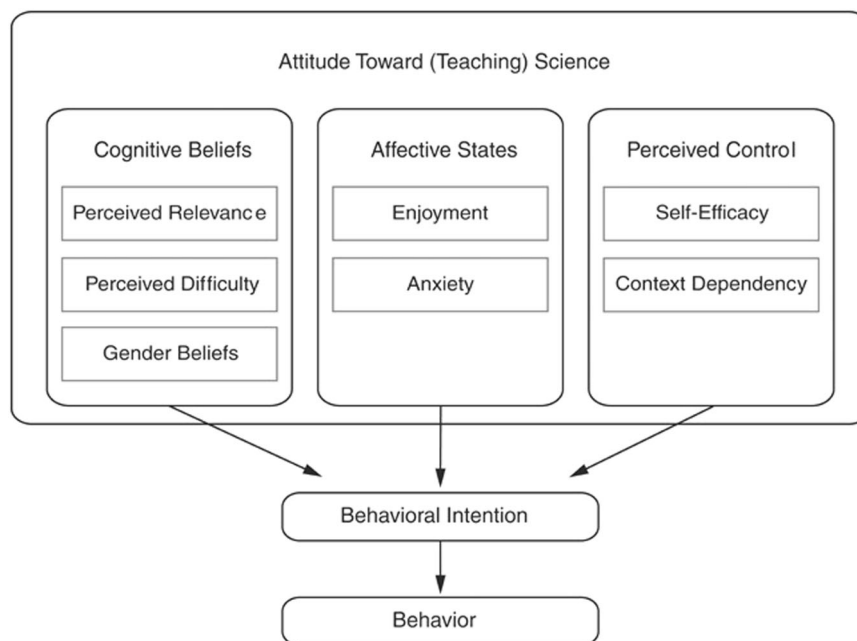 Attitude Toward (Teaching) Science
Cognitive Beliefs
Perceived Relevance
Perceived Difficulty
Gender Beliefs
Affective States
Enjoyment
Anxiety
Perceived Control
Self-Efficacy
Context Dependency
Behavioral Intention
Behavior